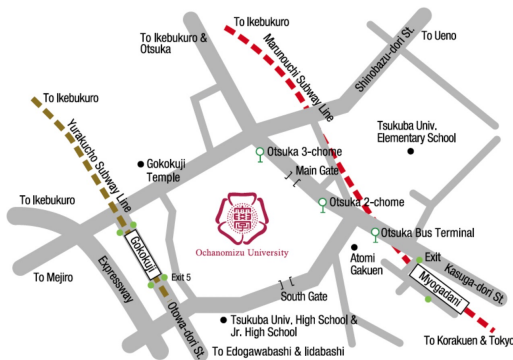 To Ikebukuro
To Ikebukuro &
Otsuka
Marunouchi Subway Line
Shinobazu-dori St.
To Ueno
To Ikebukuro
Yurakucho Subway Line
Tsukuba Univ.
Elementary School
Otsuka 3-chome
Main Gate
Gokokuji
Temple
Otsuka 2-chome
To Ikebukuro
Ochanomizu University
Otsuka Bus Terminal
Gokokuji
Exit
Atomi
Gakuen
Myogadani
Kasuga-dori St.
To Mejiro
Expressway
Exit 5
South Gate
Otowa-dori St.
Tsukuba Univ. High School &
Jr. High School
To Korakuen & Tokyo
To Edogawabashi & Iidabashi